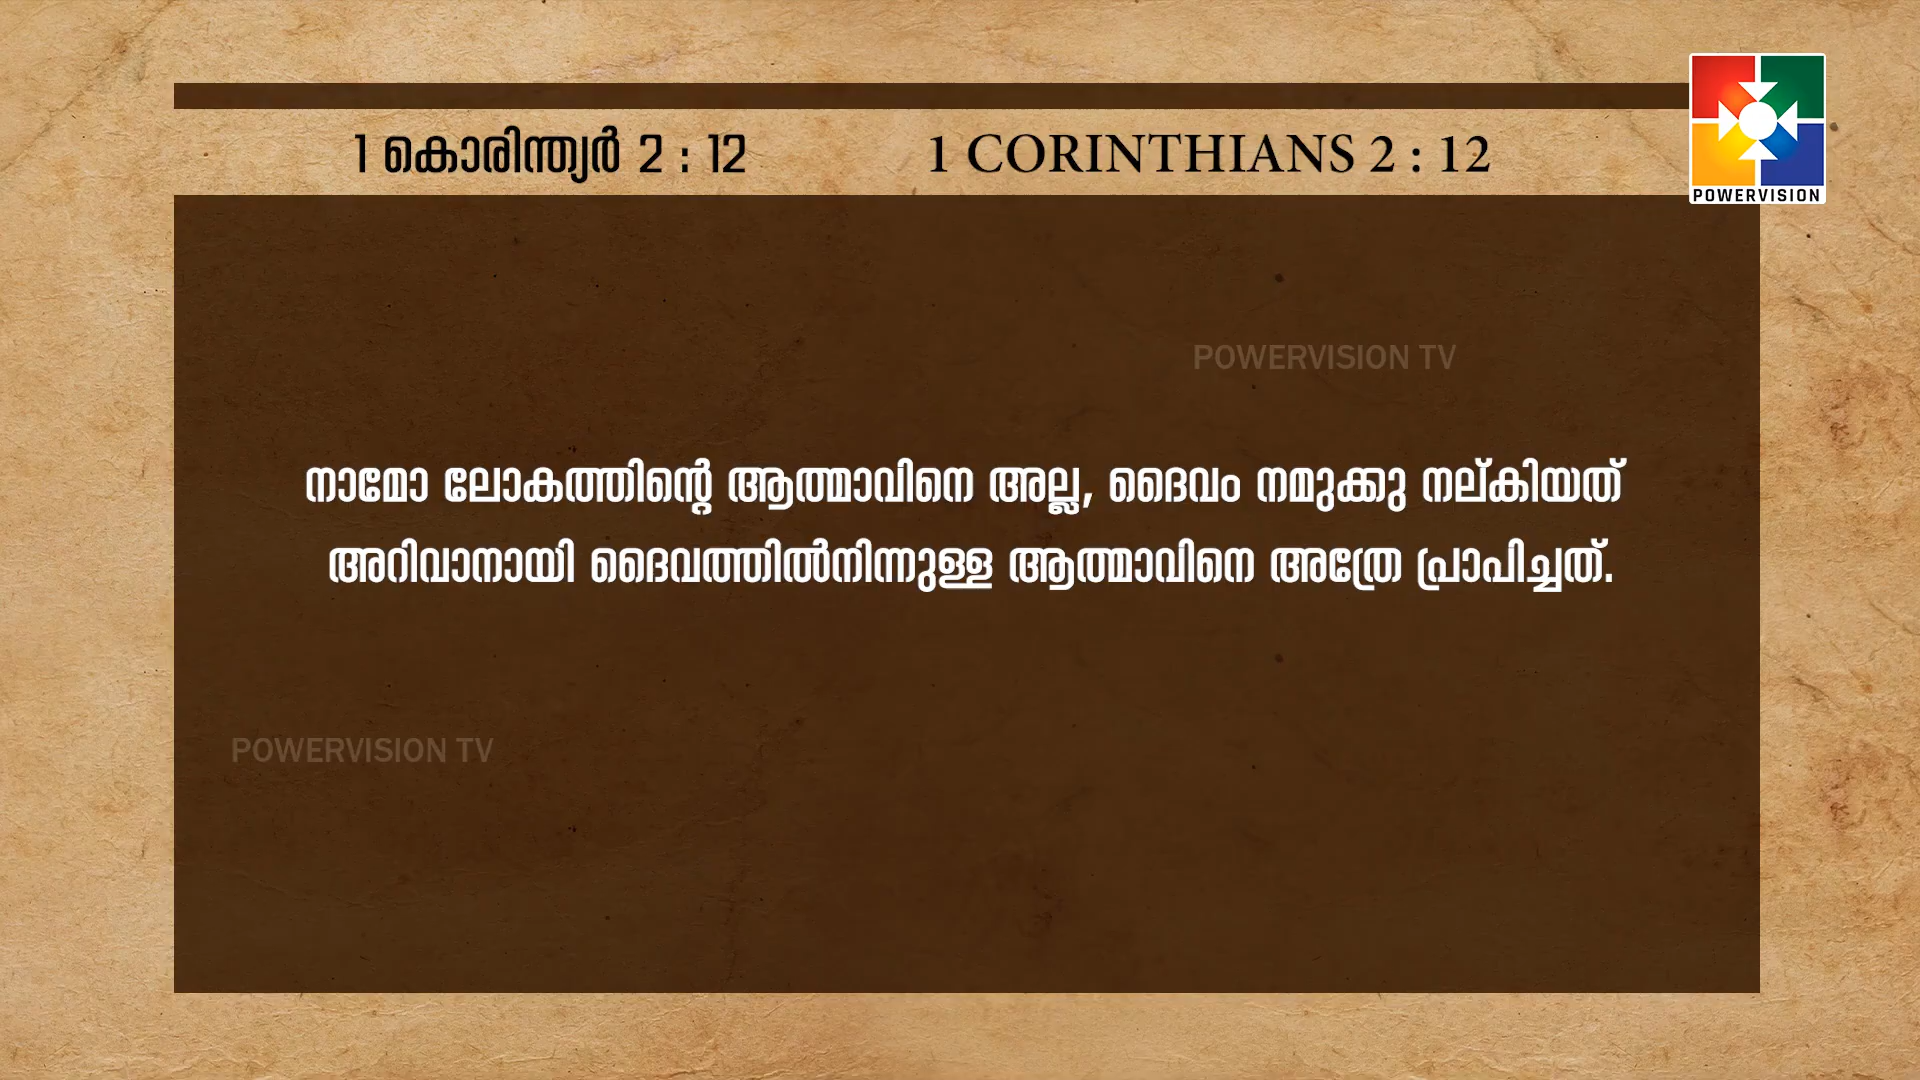 1 കൊരിന്ത്യർ 2 : 12
1 CORINTHIANS 2 : 12
POWERVISION
POWERVISION TV
നാമോ ലോകത്തിന്റെ ആത്മാവിനെ അല്ല, ദൈവം നമുക്കു നല്കിയത്
അറിവാനായി ദൈവത്തിൽനിന്നുള്ള ആത്മാവിനെ അത്രേ പ്രാപിച്ചത്.
POWERVISION TV